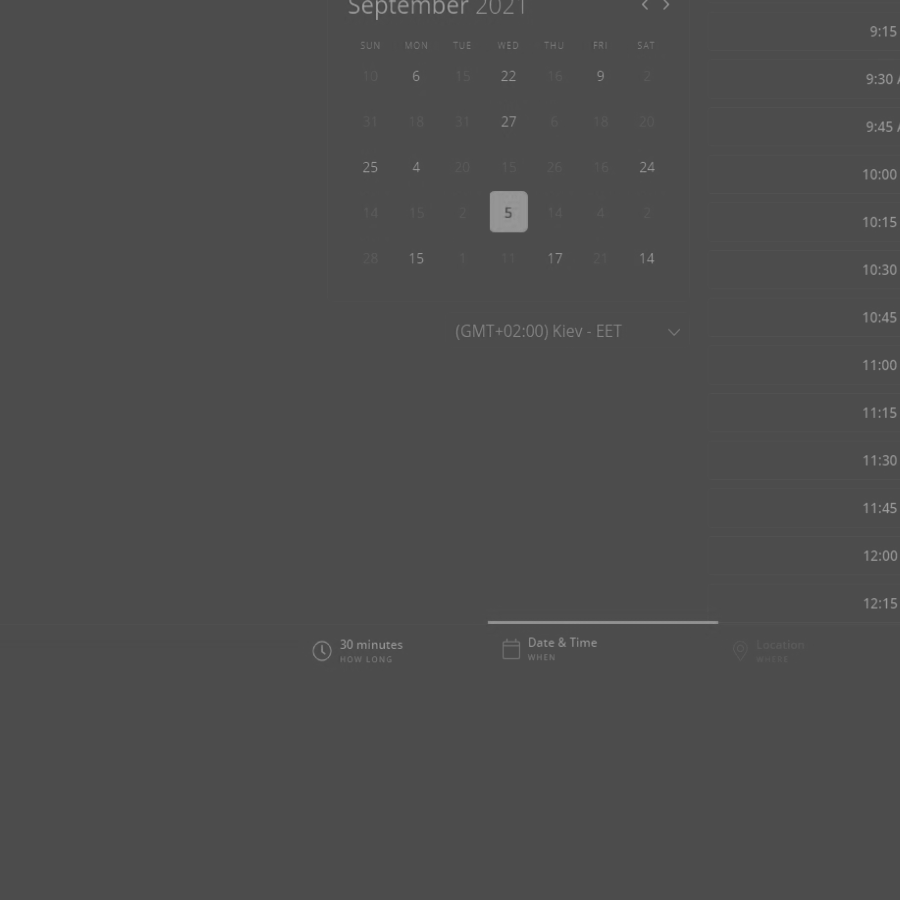 September 2021
SUN MON TUE WED THU FRI SAT
10 6 15 22 16 9 2
31 18 31 27 6 18 20
25 4 20 15 26 16 24
14 15 2 5 14 4 2
28 15 1 11 17 21 14
(GMT+02:00) Kiev - EET
9:15
9:30 A
9:45 A
10:00
10:15
10:30
10:45
11:00
11:15
11:30
11:45
12:00
12:15
30 minutes
HOW LONG
Date & Time
WHEN
Location
WHERE